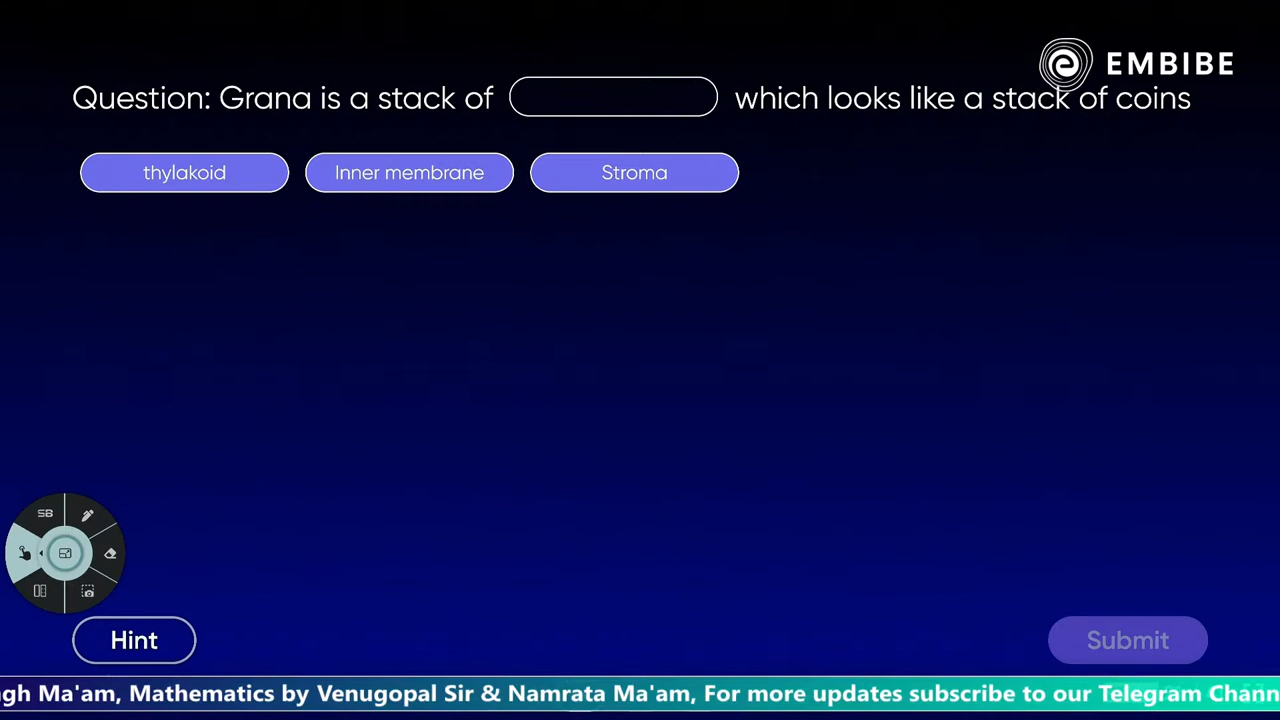 EMBIBE
Question: Grana is a stack of which looks like a stack of coins
thylakoid Inner membrane Stroma
SB
Hint Submit
gh Ma'am, Mathematics by Venugopal Sir & Namrata Ma'am, For more updates subscribe to our Telegram Chann